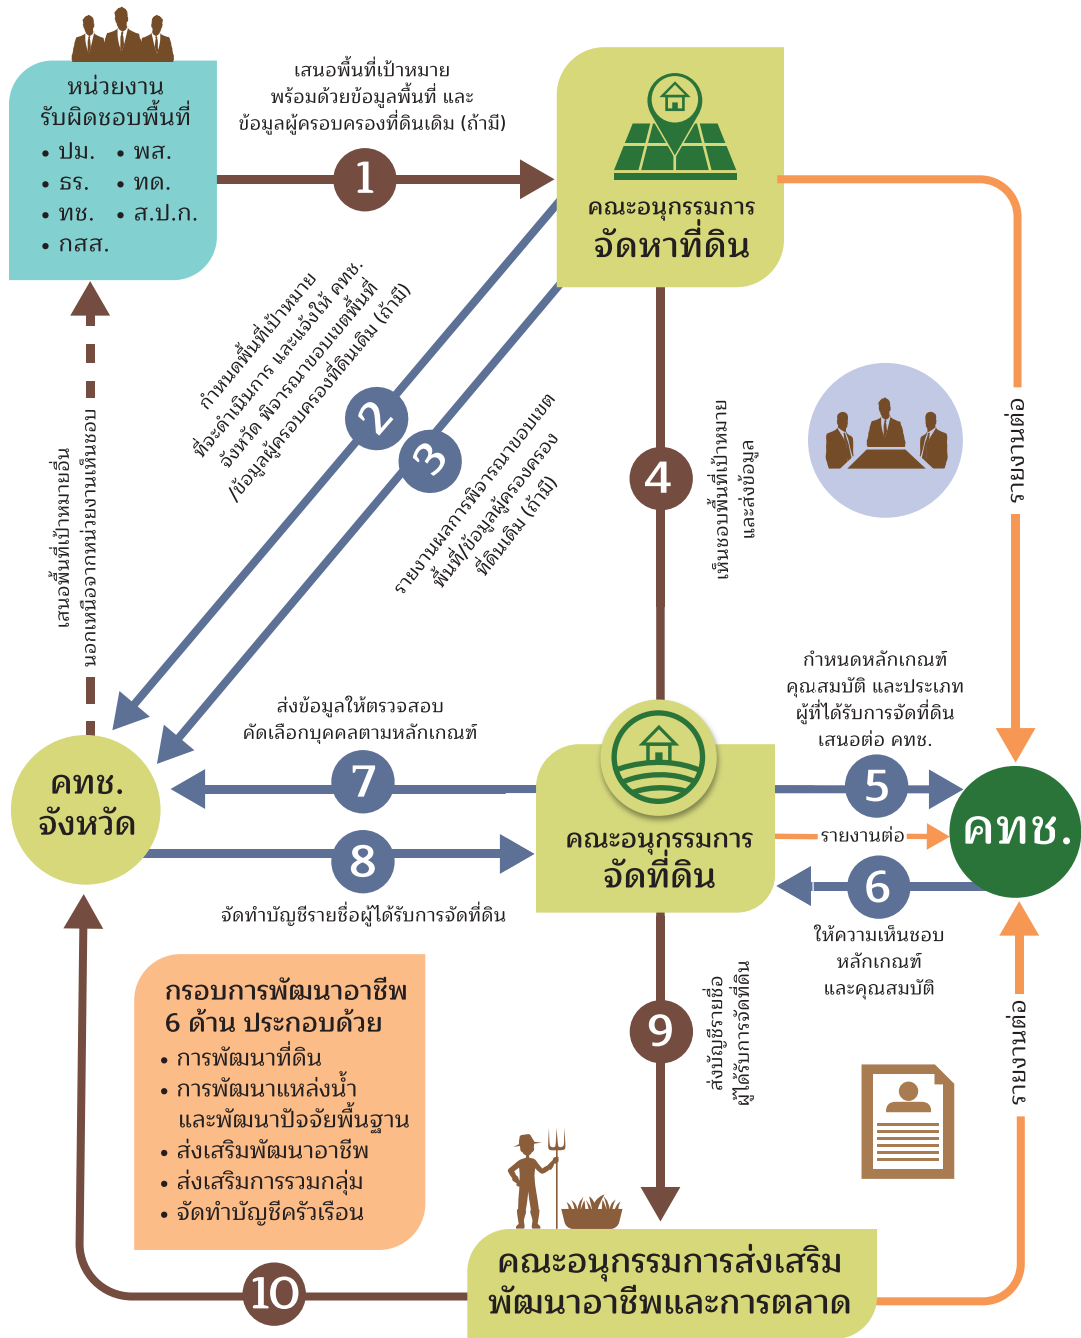 หน่วยงาน
รับผิดชอบพื้นที่
• ปม.
• ธร.
• ทช.
• กสส.
• พส.
• ทด.
• ส.ป.ก.
เสนอพื้นที่เป้าหมาย
พร้อมด้วยข้อมูลพื้นที่ และ
ข้อมูลผู้ครอบครองที่ดินเดิม (ถ้ามี)
1
คณะอนุกรรมการ
จัดหาที่ดิน
กำหนดพื้นที่เป้าหมาย
ที่จะดำเนินการ และแจ้งให้ คทช.
จังหวัด พิจารณาขอบเขตพื้นที่
/ข้อมูลผู้ครอบครองที่ดินเดิม (ถ้ามี)
2
3
รายงานผลการพิจารณาขอบเขต
พื้นที่/ข้อมูลผู้ครองครอง
ที่ดินเดิม (ถ้ามี)
4
เห็นชอบพื้นที่เป้าหมาย
และส่งข้อมูล
รายงานต่อ
เสนอพื้นที่เป้าหมายอื่น
นอกเหนือจากหน่วยงานเห็นชอบ
คทช.
จังหวัด
ส่งข้อมูลให้ตรวจสอบ
คัดเลือกบุคคลตามหลักเกณฑ์
7
8
จัดทำบัญชีรายชื่อผู้ได้รับการจัดที่ดิน
คณะอนุกรรมการ
จัดที่ดิน
กำหนดหลักเกณฑ์
คุณสมบัติ และประเภท
ผู้ที่ได้รับการจัดที่ดิน
เสนอต่อ คทช.
5
รายงานต่อ
6
ให้ความเห็นชอบ
หลักเกณฑ์
และคุณสมบัติ
คทช.
9
ส่งบัญชีรายชื่อ
ผู้ได้รับการจัดที่ดิน
รายงานต่อ
กรอบการพัฒนาอาชีพ
6 ด้าน ประกอบด้วย
• การพัฒนาที่ดิน
• การพัฒนาแหล่งน้ำ
และพัฒนาปัจจัยพื้นฐาน
• ส่งเสริมพัฒนาอาชีพ
• ส่งเสริมการรวมกลุ่ม
• จัดทำบัญชีครัวเรือน
10
คณะอนุกรรมการส่งเสริม
พัฒนาอาชีพและการตลาด